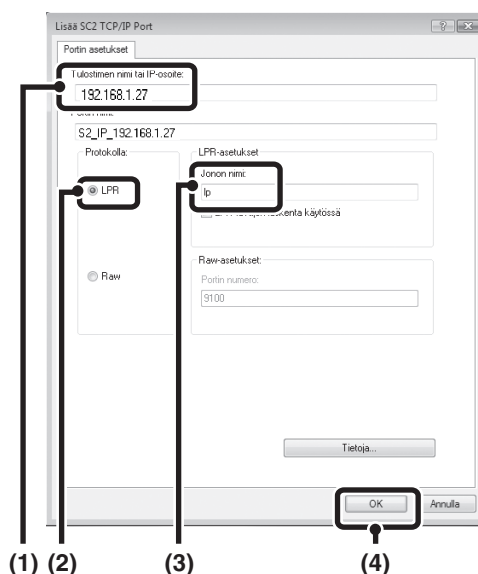 Lisää SC2 TCP/IP Port
Portin asetukset
Tulostimen nimi tai IP-osoite:
192.168.1.27
S2_IP_192.168.1.27
Protokolla:
LPR-asetukset
Jonon nimi:
LPR
lp
käytössä
Raw-asetukset:
Raw
Portin numero:
9100
Tietoja...
OK
Annulla
(1) (2) (3) (4)